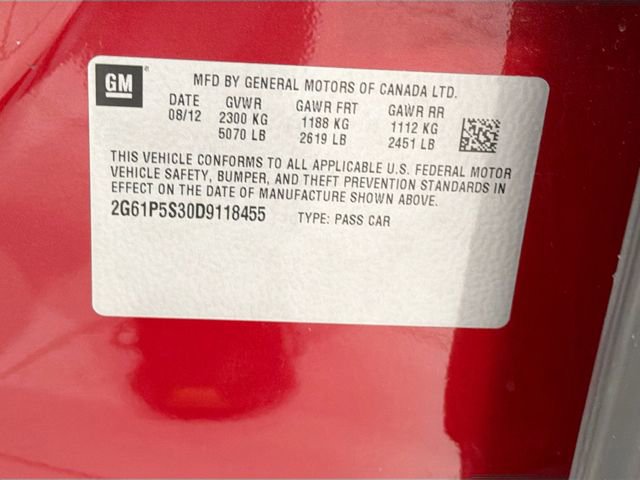 GM
MFD BY GENERAL MOTORS OF CANADA LTD.
DATE GVWR GAWR FRT GAWR RR
08/12 2300 KG 1188 KG 1112 KG
5070 LB 2619 LB 2451 LB
THIS VEHICLE CONFORMS TO ALL APPLICABLE U.S. FEDERAL MOTOR
VEHICLE SAFETY, BUMPER, AND THEFT PREVENTION STANDARDS IN
EFFECT ON THE DATE OF MANUFACTURE SHOWN ABOVE.
2G61P5S30D9118455 TYPE: PASS CAR